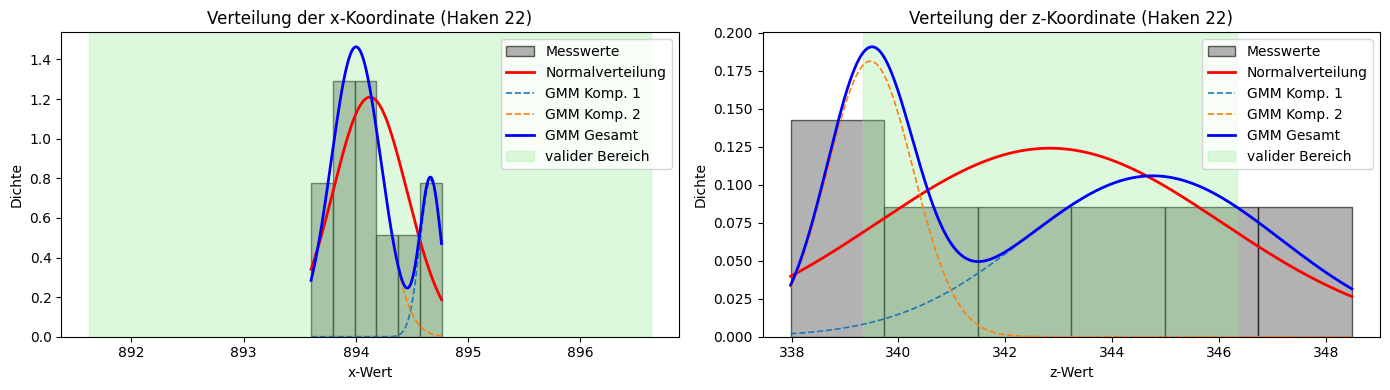 Verteilung der x-Koordinate (Haken 22)
1.4
1.2
1.0
0.8
0.6
0.4
0.2
0.0
Dichte
892
893
894
895
896
x-Wert
Messwerte
Normalverteilung
GMM Komp. 1
GMM Komp. 2
GMM Gesamt
valider Bereich
Verteilung der z-Koordinate (Haken 22)
0.200
0.175
0.150
0.125
0.100
0.075
0.050
0.025
0.000
Dichte
338
340
342
344
346
348
z-Wert
Messwerte
Normalverteilung
GMM Komp. 1
GMM Komp. 2
GMM Gesamt
valider Bereich